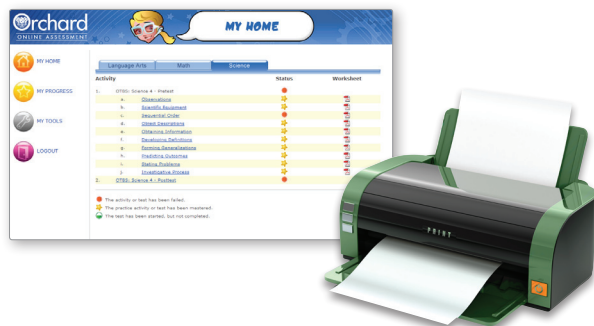 Orchard
ONLINE ASSESSMENT
MY HOME
MY HOME
MY PROGRESS
MY TOOLS
LOGOUT
Language Arts Math Science
Activity Status Worksheet
1. OTBS: Science 4 - Pretest
a. Observations
b. Scientific Equipment
c. Sequential Order
d. Object Descriptions
e. Obtaining Information
f. Developing Definitions
g. Forming Generalizations
h. Predicting Outcomes
i. Stating Problems
j. Investigative Process
2. OTBS: Science 4 - Posttest
The activity or test has been failed.
The practice activity or test has been mastered.
The test has been started, but not completed.
PRINT